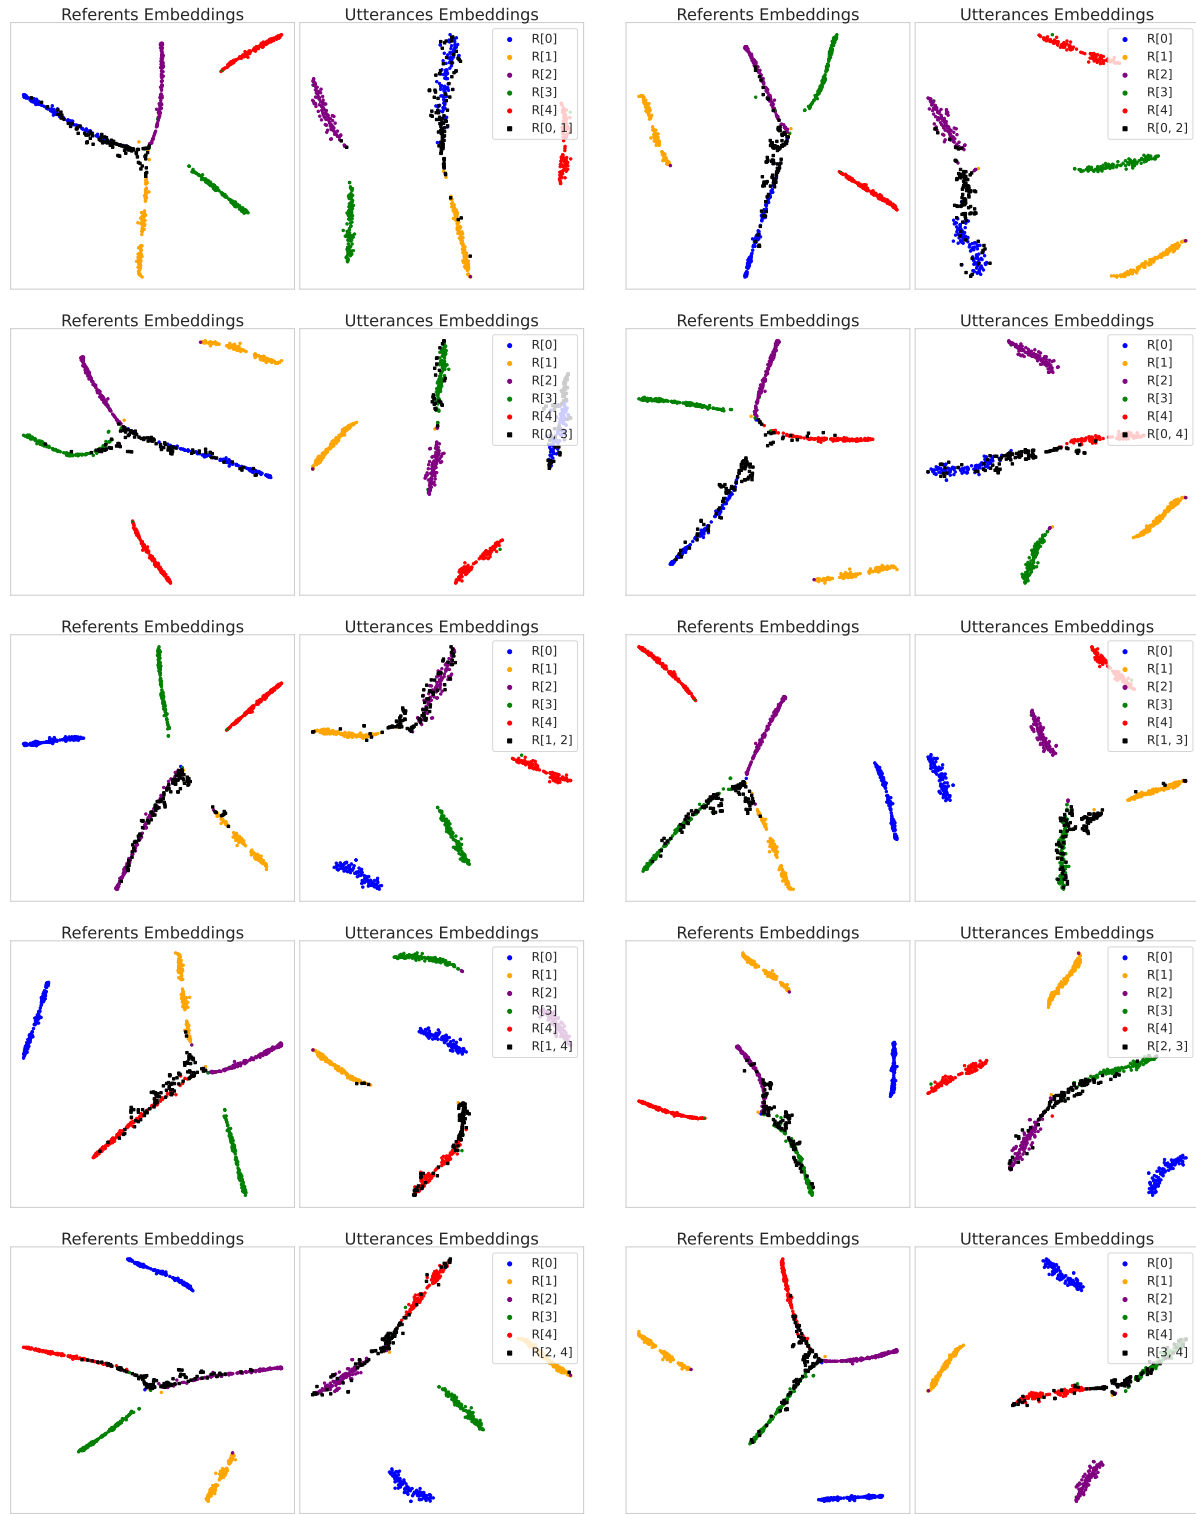 Referents Embeddings
Utterances Embeddings
R[0]
R[1]
R[2]
R[3]
R[4]
R[0, 1]
Referents Embeddings
Utterances Embeddings
R[0]
R[1]
R[2]
R[3]
R[4]
R[0, 2]
Referents Embeddings
Utterances Embeddings
R[0]
R[1]
R[2]
R[3]
R[4]
R[0, 3]
Referents Embeddings
Utterances Embeddings
R[0]
R[1]
R[2]
R[3]
R[4]
R[0, 4]
Referents Embeddings
Utterances Embeddings
R[0]
R[1]
R[2]
R[3]
R[4]
R[1, 2]
Referents Embeddings
Utterances Embeddings
R[0]
R[1]
R[2]
R[3]
R[4]
R[1, 3]
Referents Embeddings
Utterances Embeddings
R[0]
R[1]
R[2]
R[3]
R[4]
R[1, 4]
Referents Embeddings
Utterances Embeddings
R[0]
R[1]
R[2]
R[3]
R[4]
R[2, 3]
Referents Embeddings
Utterances Embeddings
R[0]
R[1]
R[2]
R[3]
R[4]
R[2, 4]
Referents Embeddings
Utterances Embeddings
R[0]
R[1]
R[2]
R[3]
R[4]
R[3, 4]